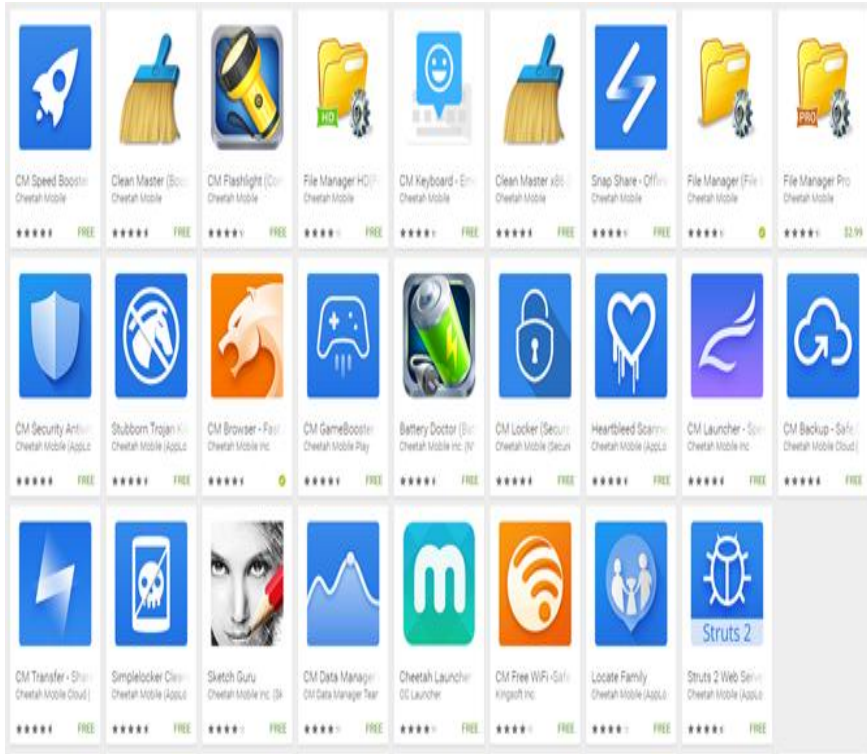 HD
PRO
CM Speed Booste
Clean Master (Boo
CM Flashlight (Co
File Manager HD(F
CM Keyboard - Em
Clean Master x86
Snap Share - Offlin
File Manager (File
File Manager Pro
Cheetah Mobile
Cheetah Mobile
Cheetah Mobile
Cheetah Mobile
Cheetah Mobile
Cheetah Mobile
Cheetah Mobile
Cheetah Mobile
Cheetah Mobile
FREE
FREE
FREE
FREE
FREE
FREE
FREE
$2.99
CM Security Antivi
Stubborn Trojan Ki
CM Browser - Fast
CM GameBooster
Battery Doctor (Bat
CM Locker (Secure
Heartbleed Scanne
CM Launcher - Spe
CM Backup - Safe,
Cheetah Mobile (AppLo
Cheetah Mobile (AppLo
Cheetah Mobile Inc
Cheetah Mobile Play
Cheetah Mobile Inc. (NY
Cheetah Mobile (Secure
Cheetah Mobile (AppLo
Cheetah Mobile Inc
Cheetah Mobile Cloud (
FREE
FREE
FREE
FREE
FREE
FREE
FREE
FREE
Struts 2
CM Transfer - Shar
Simplelocker Clea
Sketch Guru
CM Data Manager
Cheetah Launcher
CM Free WiFi -Safe
Locate Family
Struts 2 Web Serve
Cheetah Mobile Cloud (
Cheetah Mobile (AppLo
Cheetah Mobile Inc. (Sk
CM Data Manager Tear
CC Launcher
Kingsoft Inc
Cheetah Mobile (AppLo
Cheetah Mobile (AppLo
FREE
FREE
FREE
FREE
FREE
FREE
FREE
FREE